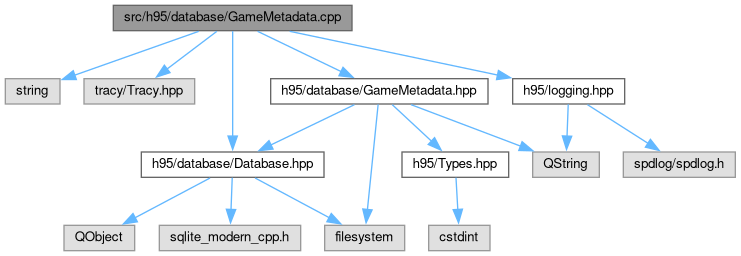 src/h95/database/GameMetadata.cpp
string
tracy/Tracy.hpp
h95/database/GameMetadata.hpp
h95/logging.hpp
h95/database/Database.hpp
h95/Types.hpp
QString
spdlog/spdlog.h
QObject
sqlite_modern_cpp.h
filesystem
cstdint